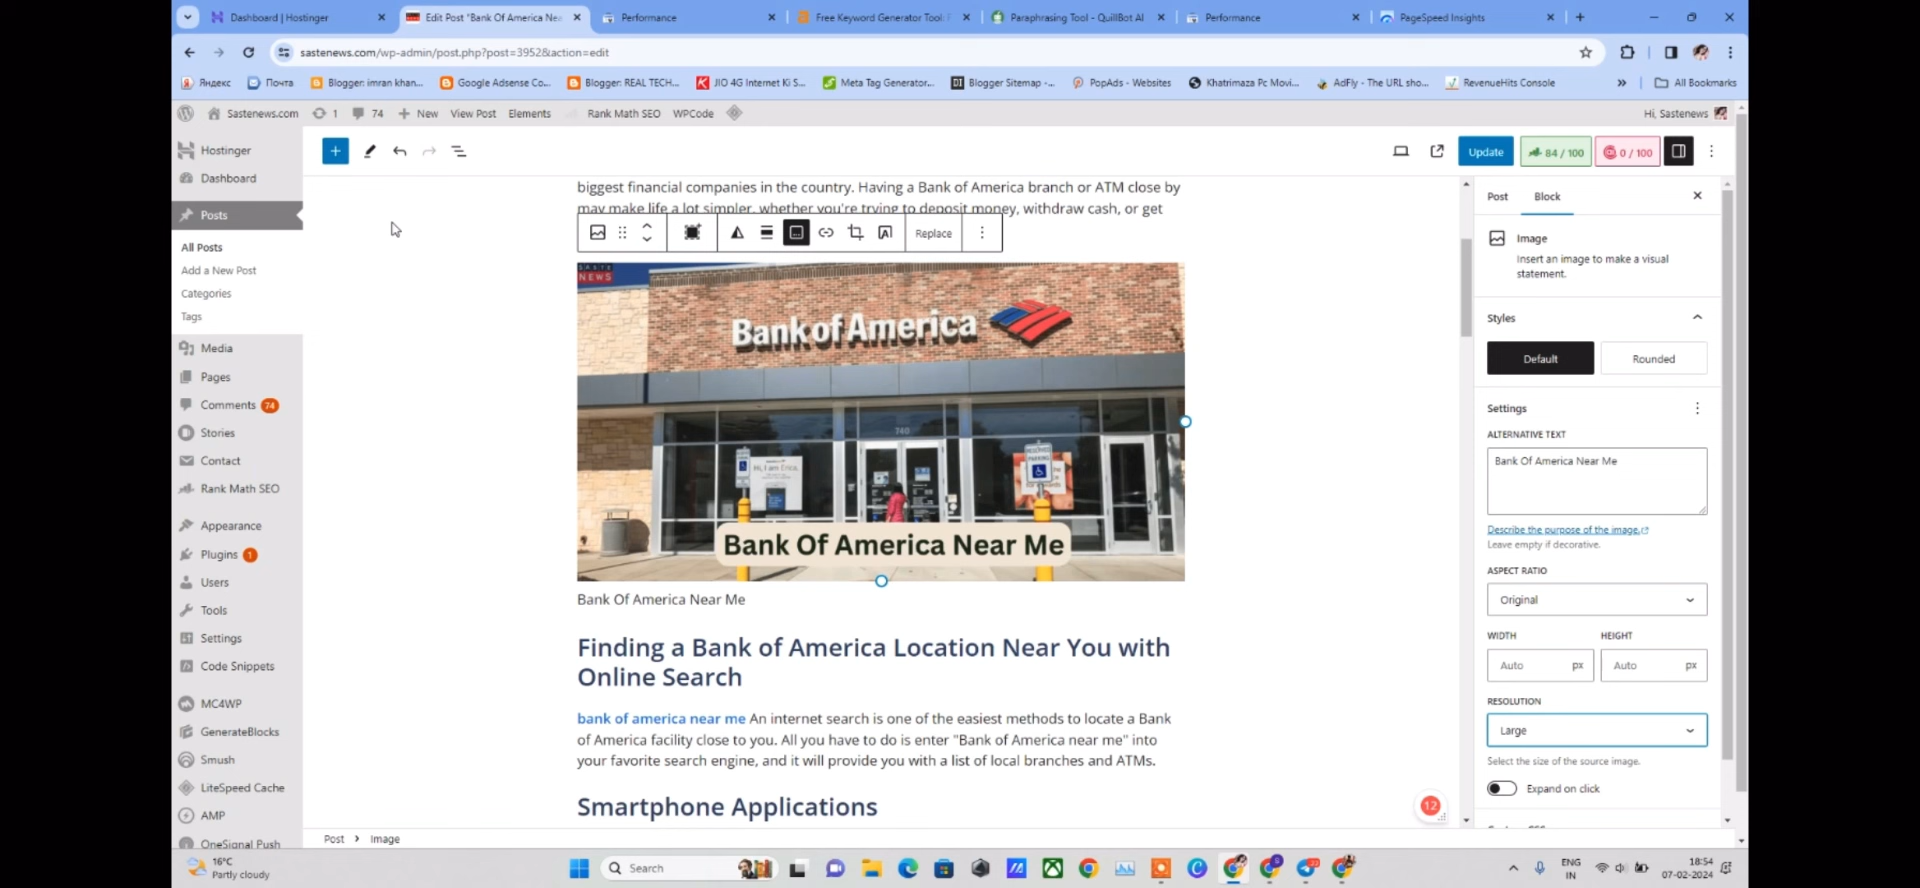 Dashboard | Hostinger
Edit Post "Bank Of America Nea
Performance
Free Keyword Generator Tool: F
Paraphrasing Tool - QuillBot AI
Performance
PageSpeed Insights
sastenews.com/wp-admin/post.php?post=3952&action=edit
Яндекс
Почта
Blogger: imran khan...
Google Adsense Co...
Blogger: REAL TECH...
JIO 4G Internet Ki S...
Meta Tag Generator...
Blogger Sitemap -...
PopAds - Websites
Khatrimaza Pc Movi...
AdFly - The URL sho...
RevenueHits Console
All Bookmarks
Sastenews.com
1
74
New
View Post
Elements
Rank Math SEO
WPCode
Hi, Sastenews
Hostinger
Dashboard
Posts
All Posts
Add a New Post
Categories
Tags
Media
Pages
Comments 74
Stories
Contact
Rank Math SEO
Appearance
Plugins 1
Users
Tools
Settings
Code Snippets
MC4WP
GenerateBlocks
Smush
LiteSpeed Cache
AMP
OneSignal Push
Update
84 / 100
0 / 100
biggest financial companies in the country. Having a Bank of America branch or ATM close by
may make life a lot simpler, whether you're trying to deposit money, withdraw cash, or get
Replace
SASTE
NEWS
Bank of America
740
Hi, I am Erica,
RESERVED
PARKING
Bank Of America Near Me
Bank Of America Near Me
Finding a Bank of America Location Near You with
Online Search
bank of america near me An internet search is one of the easiest methods to locate a Bank
of America facility close to you. All you have to do is enter "Bank of America near me" into
your favorite search engine, and it will provide you with a list of local branches and ATMs.
Smartphone Applications
12
Post
Block
Image
Insert an image to make a visual
statement.
Styles
Default
Rounded
Settings
ALTERNATIVE TEXT
Bank Of America Near Me
Describe the purpose of the image.
Leave empty if decorative.
ASPECT RATIO
Original
WIDTH
HEIGHT
Auto px
Auto px
RESOLUTION
Large
Select the size of the source image.
Expand on click
Post > Image
16°C
Partly cloudy
Search
ENG
IN
18:54
07-02-2024